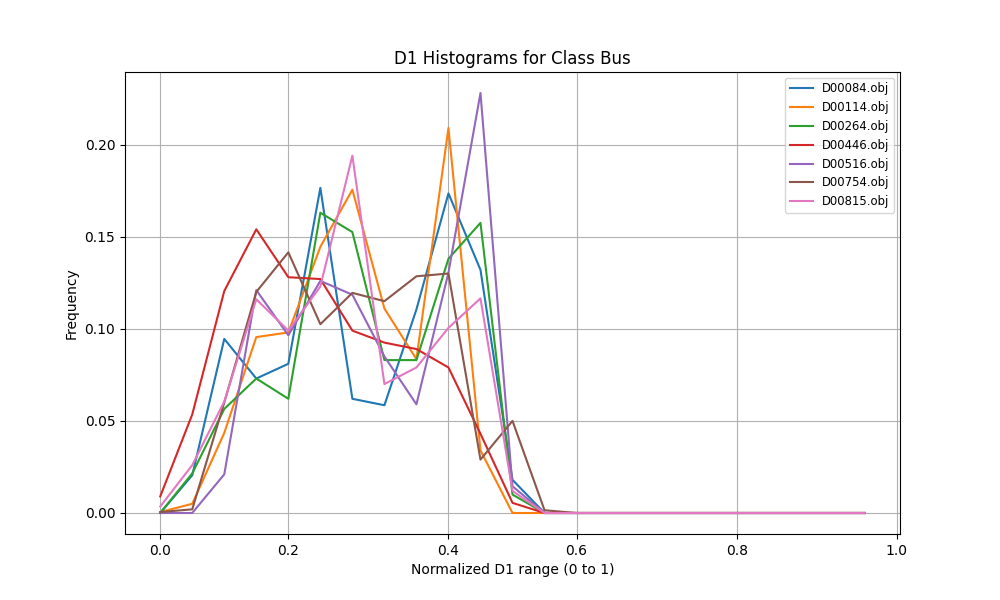 D1 Histograms for Class Bus
D00084.obj
D00114.obj
D00264.obj
D00446.obj
D00516.obj
D00754.obj
D00815.obj
Frequency
0.20
0.15
0.10
0.05
0.00
0.0 0.2 0.4 0.6 0.8 1.0
Normalized D1 range (0 to 1)